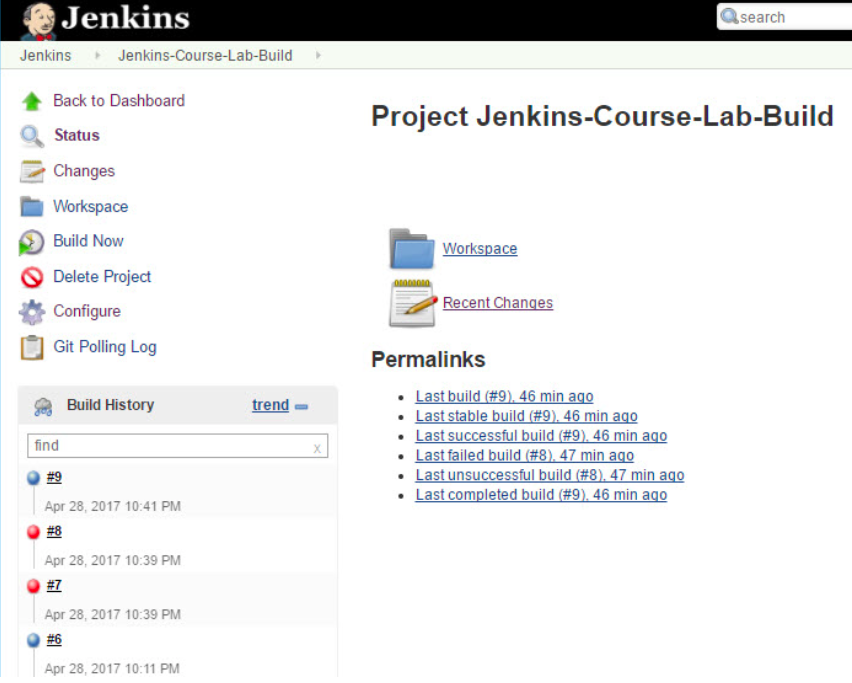 Jenkins
search
Jenkins
Jenkins-Course-Lab-Build
Back to Dashboard
Status
Changes
Workspace
Build Now
Delete Project
Configure
Git Polling Log
Build History
trend
find
x
#9
Apr 28, 2017 10:41 PM
#8
Apr 28, 2017 10:39 PM
#7
Apr 28, 2017 10:39 PM
#6
Apr 28, 2017 10:11 PM
Project Jenkins-Course-Lab-Build
Workspace
Recent Changes
Permalinks
Last build (#9), 46 min ago
Last stable build (#9), 46 min ago
Last successful build (#9), 46 min ago
Last failed build (#8), 47 min ago
Last unsuccessful build (#8), 47 min ago
Last completed build (#9), 46 min ago